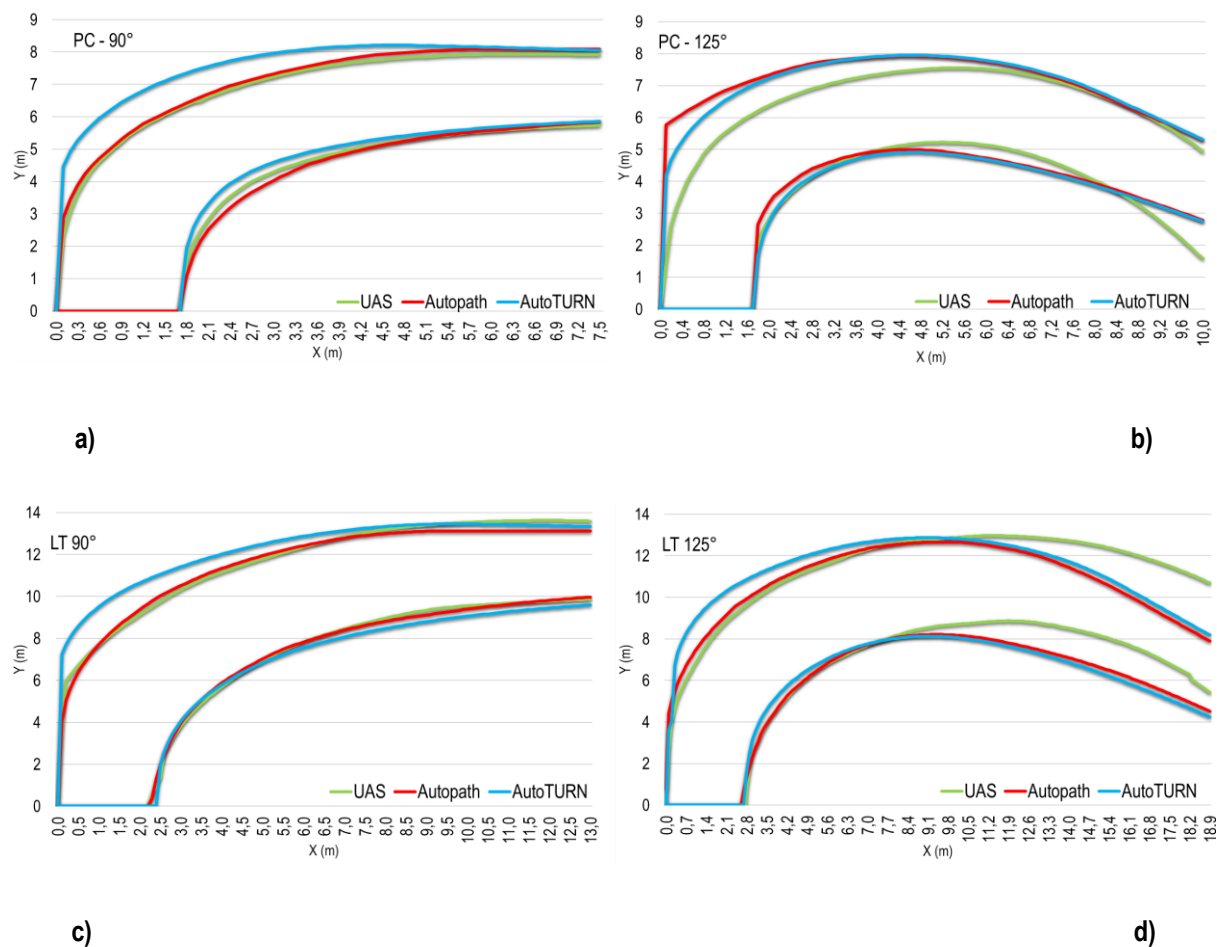 PC - 90°
Y (m)
9
8
7
6
5
4
3
2
1
0
UAS Autopath AutoTURN
0,0 0,3 0,6 0,9 1,2 1,5 1,8 2,1 2,4 2,7 3,0 3,3 3,6 3,9 4,2 4,5 4,8 5,1 5,4 5,7 6,0 6,3 6,6 6,9 7,2 7,5
X (m)
a)
PC - 125°
Y (m)
9
8
7
6
5
4
3
2
1
0
UAS Autopath AutoTURN
0,0 0,4 0,8 1,2 1,6 2,0 2,4 2,8 3,2 3,6 4,0 4,4 4,8 5,2 5,6 6,0 6,4 6,8 7,2 7,6 8,0 8,4 8,8 9,2 9,6 10,0
X (m)
b)
LT 90°
Y (m)
14
12
10
8
6
4
2
0
UAS Autopath AutoTURN
0,0 0,5 1,0 1,5 2,0 2,5 3,0 3,5 4,0 4,5 5,0 5,5 6,0 6,5 7,0 7,5 8,0 8,5 9,0 9,5 10,0 10,5 11,0 11,5 12,0 12,5 13,0
X (m)
c)
LT 125°
Y (m)
14
12
10
8
6
4
2
0
UAS Autopath AutoTURN
0,0 0,7 1,4 2,1 2,8 3,5 4,2 4,9 5,6 6,3 7,0 7,7 8,4 9,1 9,8 10,5 11,2 11,9 12,6 13,3 14,0 14,7 15,4 16,1 16,8 17,5 18,2 18,9
X (m)
d)